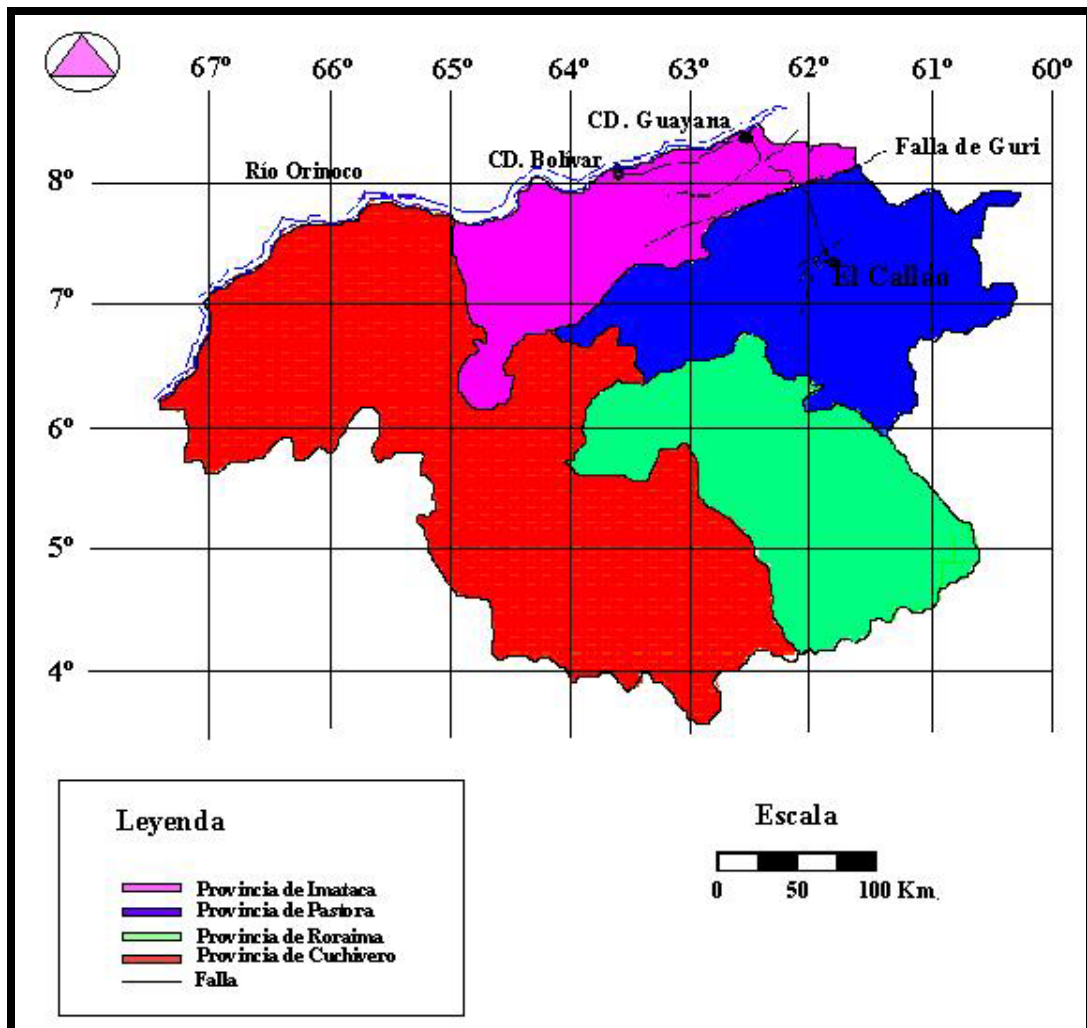 67º 66º 65º 64º 63º 62º 61º 60º
CD. Guayana
Falla de Guri
CD. Bolívar
Río Orinoco
8º
El Callao
7º
6º
5º
4º
Leyenda
Provincia de Imataca
Provincia de Pastora
Provincia de Roraima
Provincia de Cuchivero
Falla
Escala
0 50 100 Km.